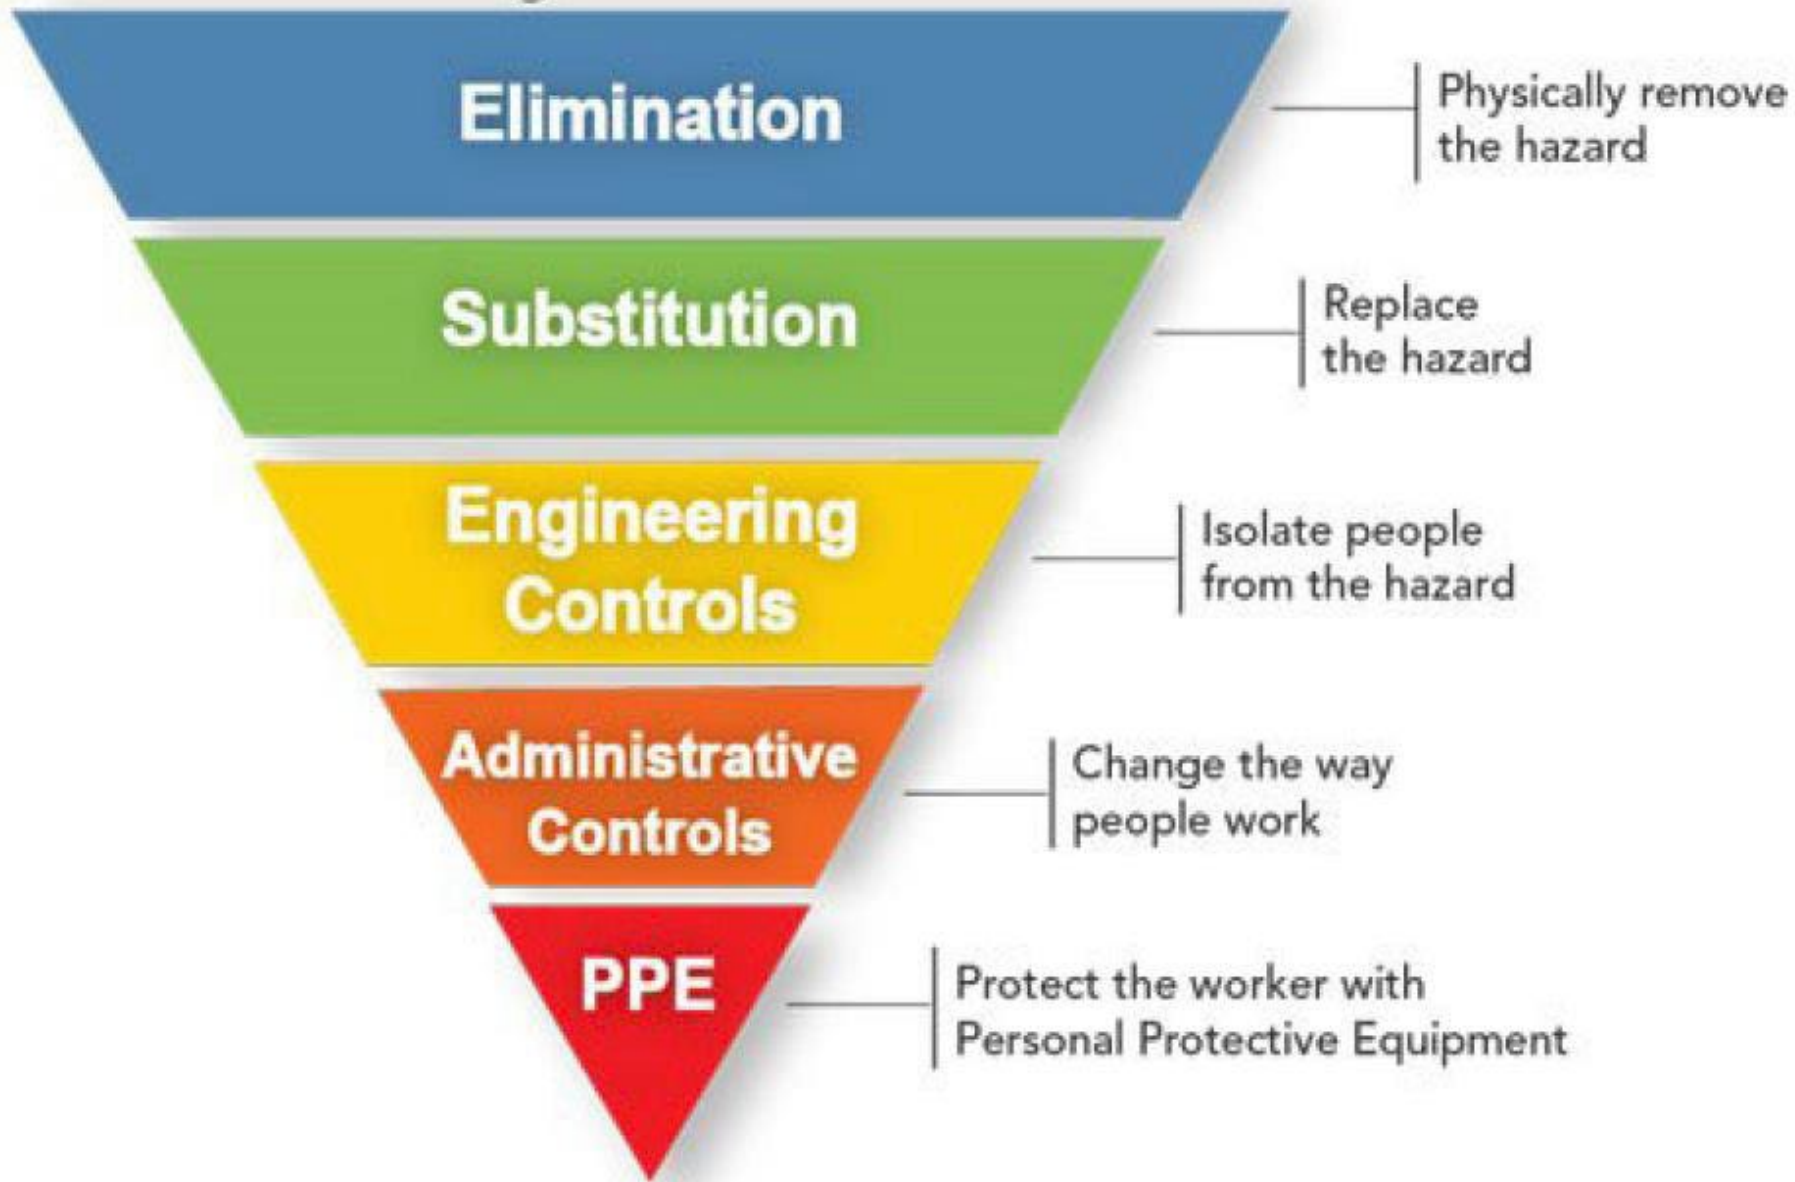 Elimination
Physically remove
the hazard
Substitution
Replace
the hazard
Engineering
Controls
Isolate people
from the hazard
Administrative
Controls
Change the way
people work
PPE
Protect the worker with
Personal Protective Equipment